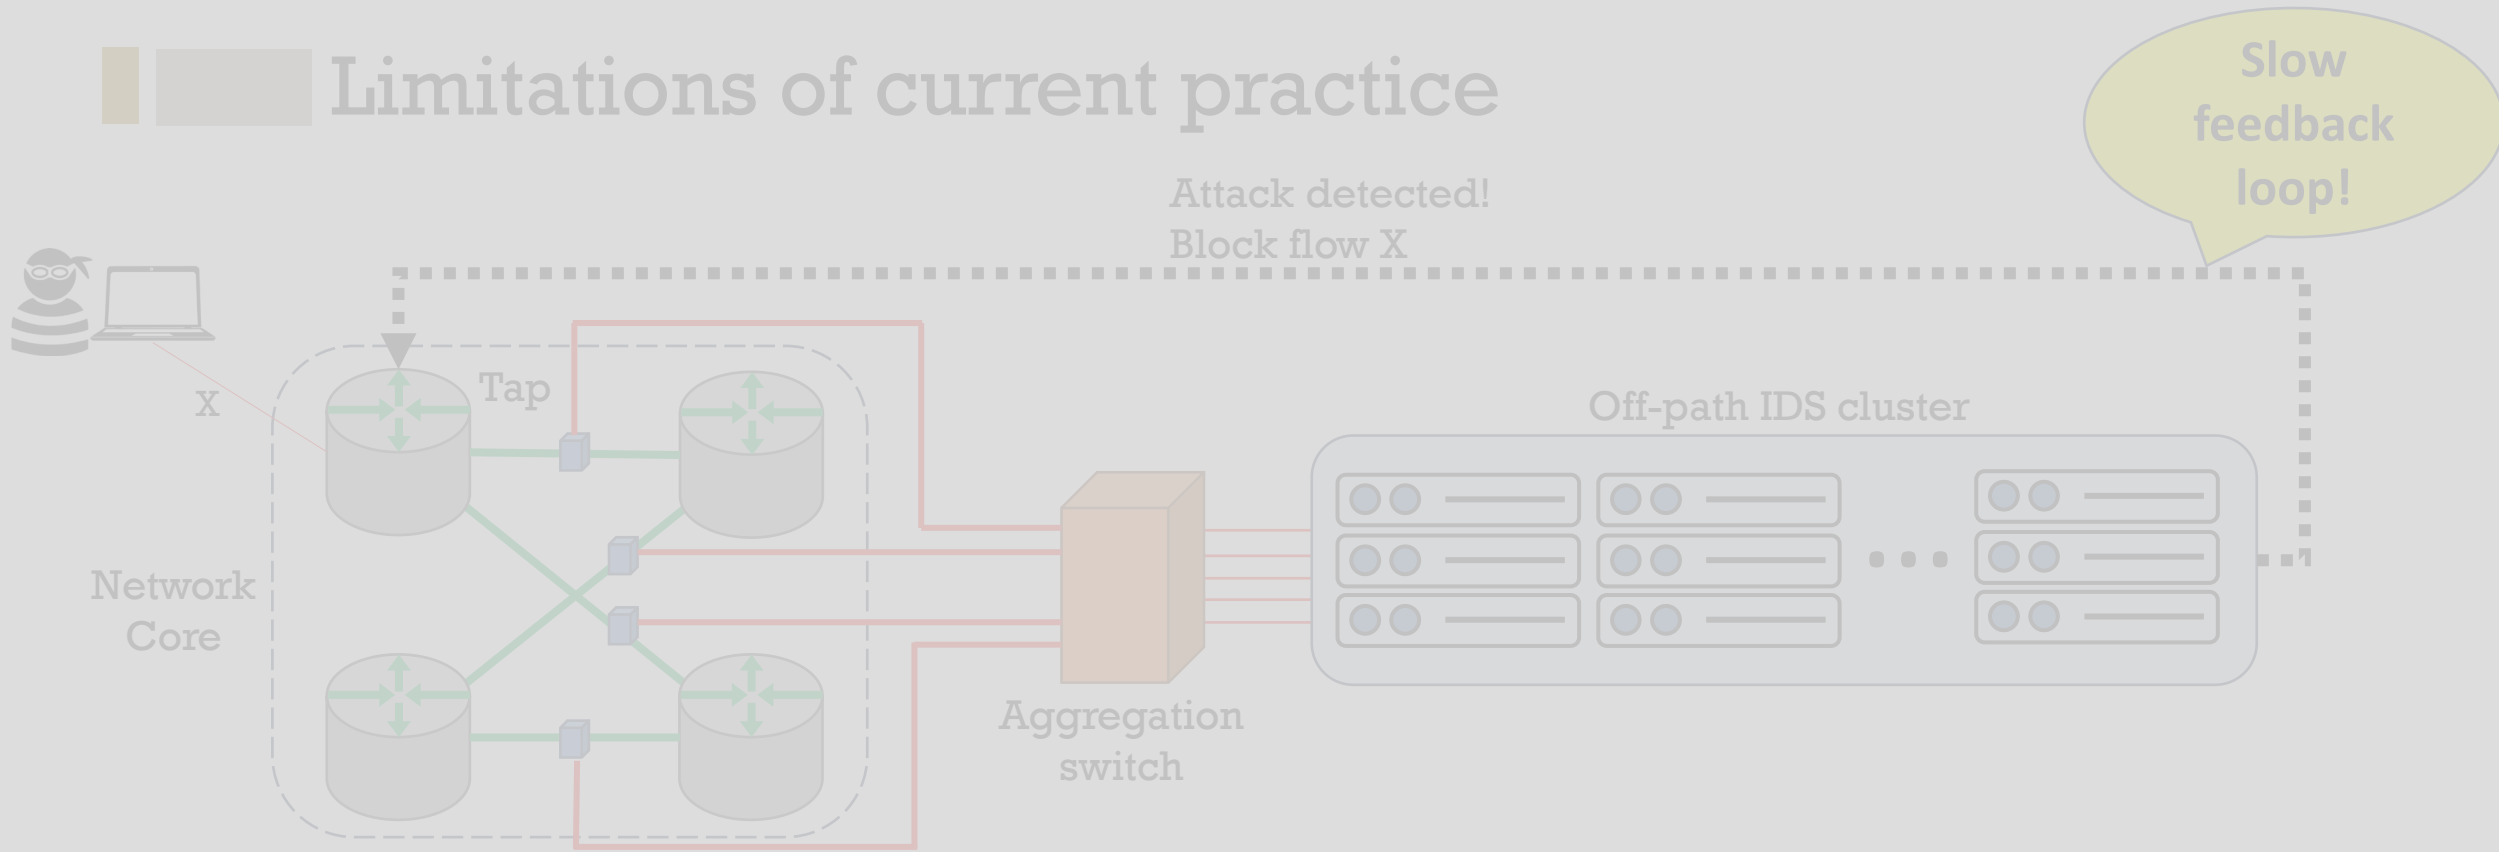 Limitations of current practice
Slow
feedback
loop!
Attack detected!
Block flow X
X
Tap
Off-path IDS cluster
Network
Core
Aggregation
switch